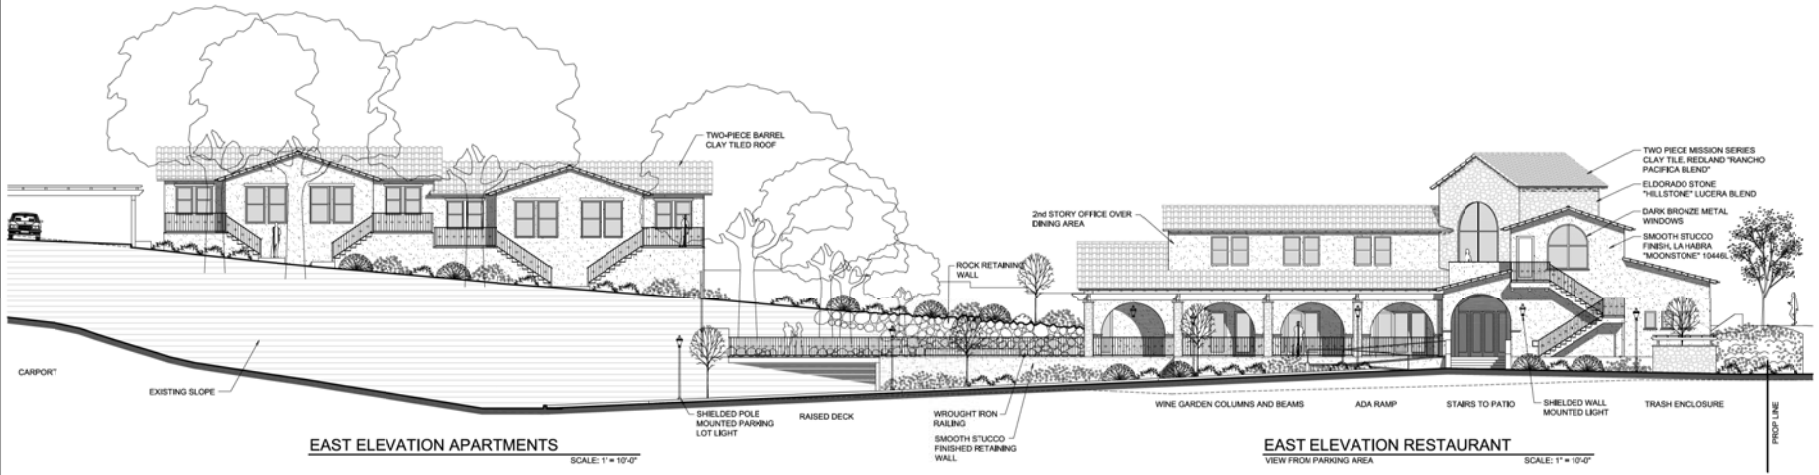 TWO-PIECE BARREL
CLAY TILED ROOF
2nd STORY OFFICE OVER
DINING AREA
ROCK RETAINING
WALL
TWO PIECE MISSION SERIES
CLAY TILE, REDLAND "RANCHO
PACIFICA BLEND"
ELDORADO STONE
"HILLSTONE" LUCERA BLEND
DARK BRONZE METAL
WINDOWS
SMOOTH STUCCO
FINISH, LA HABRA
"MOONSTONE" 10446L
CARPORT
EXISTING SLOPE
SHIELDED POLE
MOUNTED PARKING
LOT LIGHT
RAISED DECK
WROUGHT IRON
RAILING
SMOOTH STUCCO
FINISHED RETAINING
WALL
WINE GARDEN COLUMNS AND BEAMS
ADA RAMP
STAIRS TO PATIO
SHIELDED WALL
MOUNTED LIGHT
TRASH ENCLOSURE
PROP LINE
EAST ELEVATION APARTMENTS
SCALE: 1' = 10'-0"
EAST ELEVATION RESTAURANT
VIEW FROM PARKING AREA
SCALE: 1" = 10'-0"